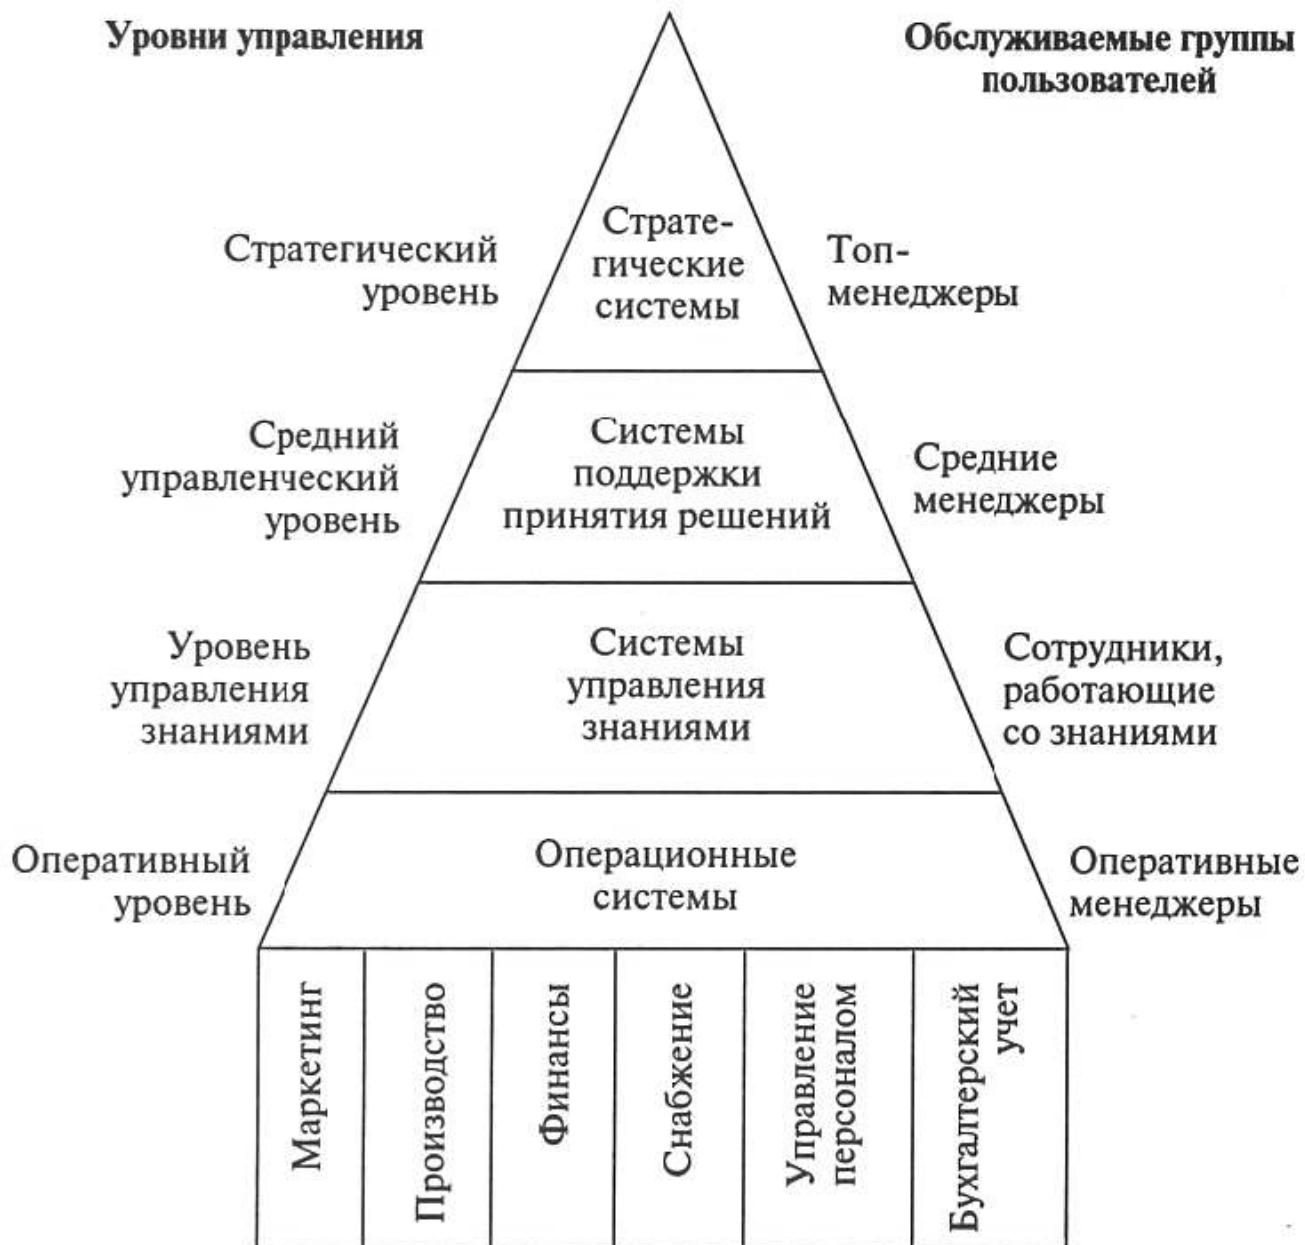 Уровни управления
Обслуживаемые группы
пользователей
Стратегический
уровень
Страте-
гические
системы
Топ-
менеджеры
Средний
управленческий
уровень
Системы
поддержки
принятия решений
Средние
менеджеры
Уровень
управления
знаниями
Системы
управления
знаниями
Сотрудники,
работающие
со знаниями
Оперативный
уровень
Операционные
системы
Оперативные
менеджеры
Маркетинг
Производство
Финансы
Снабжение
Управление
персоналом
Бухгалтерский
учет